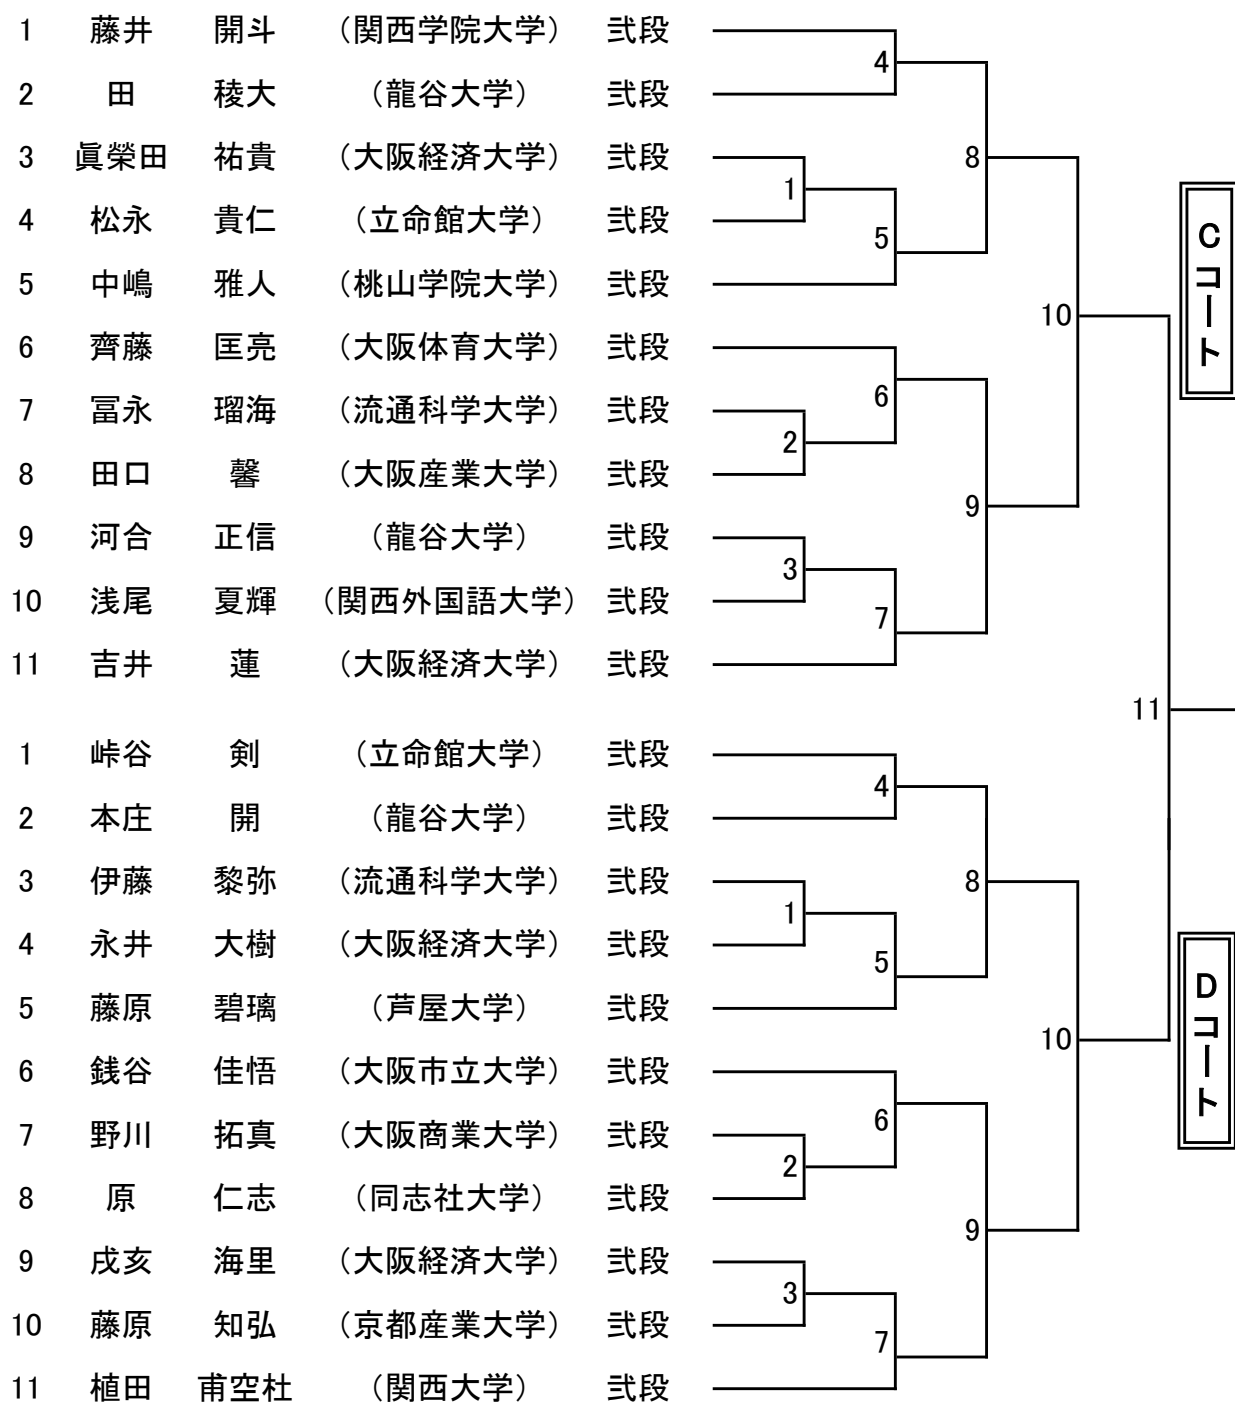 1 藤井 開斗 （関西学院大学） 弐段
4
2 田 稜大 （龍谷大学） 弐段
3 眞榮田 祐貴 （大阪経済大学） 弐段
8
1
4 松永 貴仁 （立命館大学） 弐段
5
5 中嶋 雅人 （桃山学院大学） 弐段
Cコート
10
6 齊藤 匡亮 （大阪体育大学） 弐段
6
7 冨永 瑠海 （流通科学大学） 弐段
2
8 田口 馨 （大阪産業大学） 弐段
9
9 河合 正信 （龍谷大学） 弐段
3
10 浅尾 夏輝 （関西外国語大学） 弐段
7
11 吉井 蓮 （大阪経済大学） 弐段
11
1 峠谷 剣 （立命館大学） 弐段
4
2 本庄 開 （龍谷大学） 弐段
3 伊藤 黎弥 （流通科学大学） 弐段
8
1
4 永井 大樹 （大阪経済大学） 弐段
5
5 藤原 碧璃 （芦屋大学） 弐段
Dコート
10
6 銭谷 佳悟 （大阪市立大学） 弐段
6
7 野川 拓真 （大阪商業大学） 弐段
2
8 原 仁志 （同志社大学） 弐段
9
9 戌亥 海里 （大阪経済大学） 弐段
3
10 藤原 知弘 （京都産業大学） 弐段
7
11 植田 甫空杜 （関西大学） 弐段